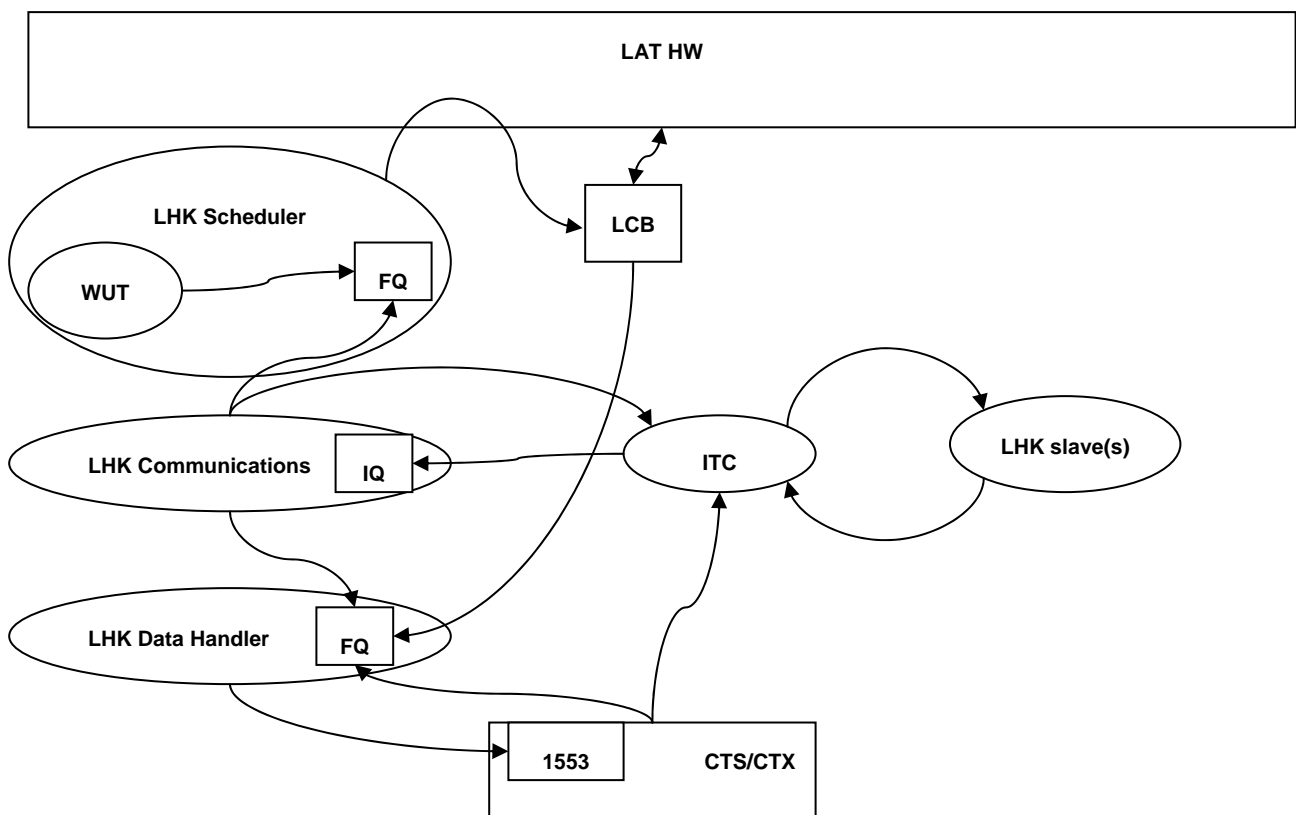 LAT HW
LHK Scheduler
LCB
WUT
FQ
LHK Communications
IQ
ITC
LHK slave(s)
LHK Data Handler
FQ
1553
CTS/CTX